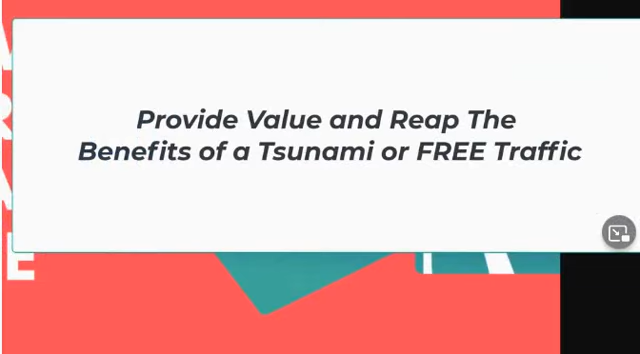 Provide Value and Reap The
Benefits of a Tsunami or FREE Traffic
E